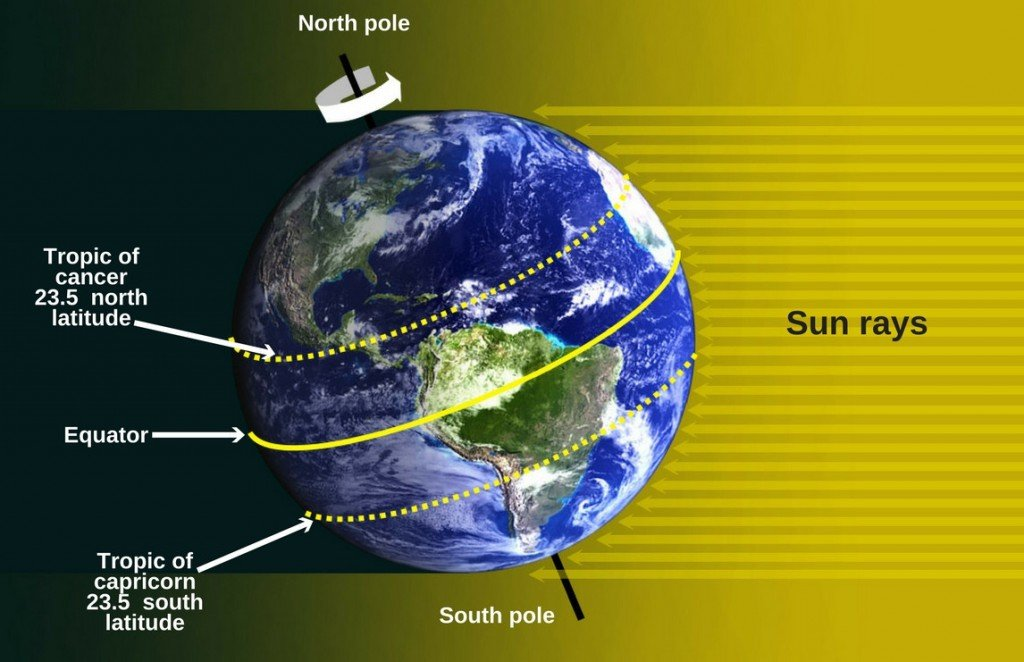 North pole
Tropic of
cancer
23.5 north
latitude
Sun rays
Equator
Tropic of
capricorn
23.5 south
latitude
South pole